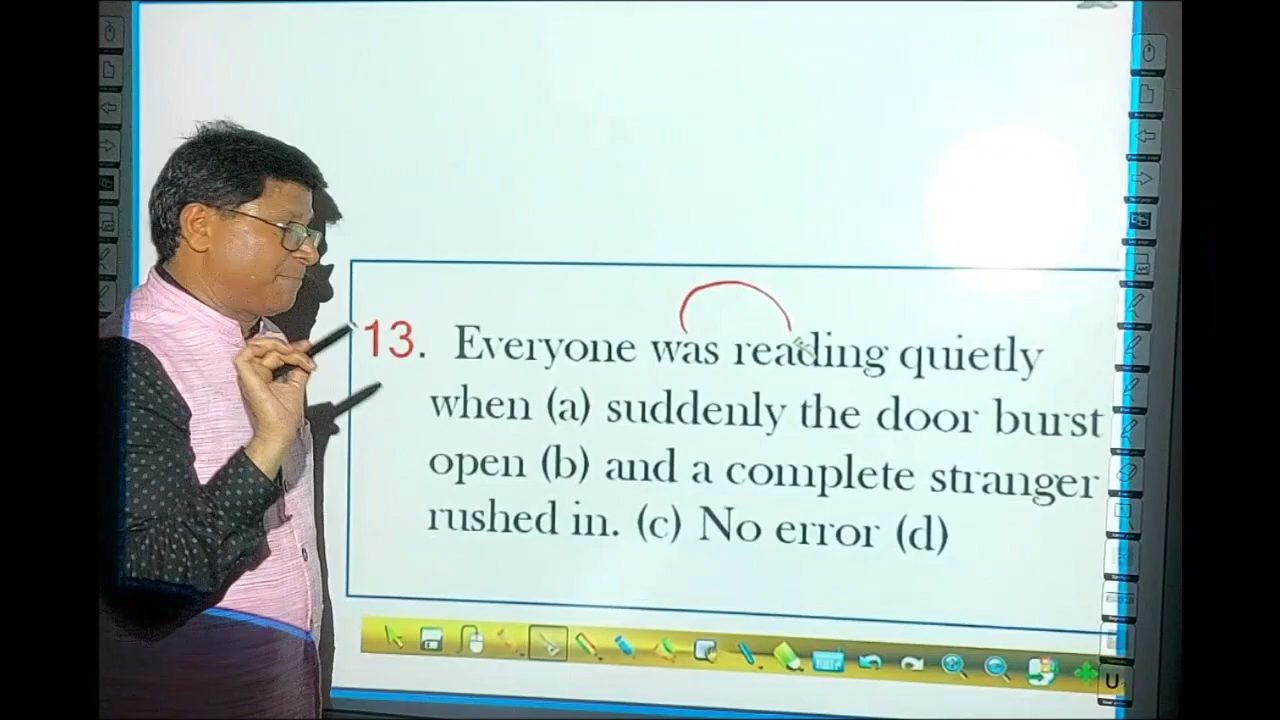 13. Everyone was reading quietly
when (a) suddenly the door burst
open (b) and a complete stranger
rushed in. (c) No error (d)
U